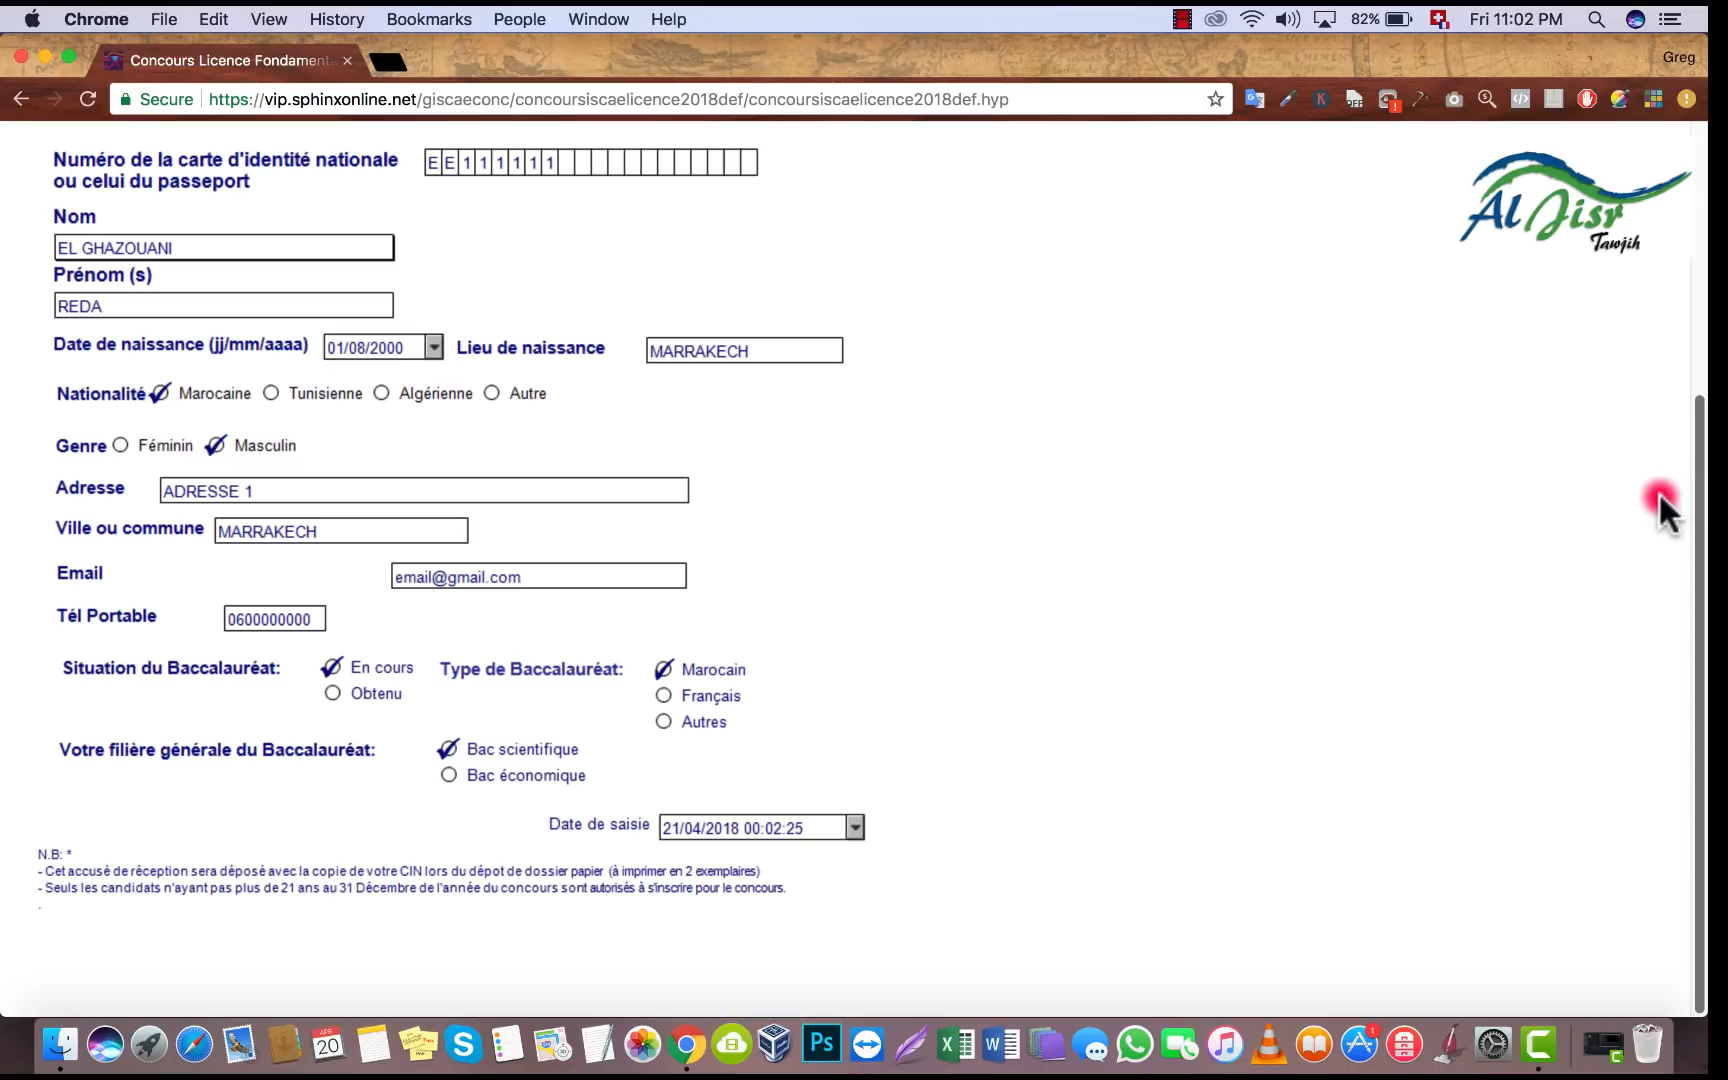 Chrome File Edit View History Bookmarks People Window Help 82% Fri 11:02 PM
Concours Licence Fondament Greg
Secure https://vip.sphinxonline.net/giscaeconc/concoursiscaelicence2018def/concoursiscaelicence2018def.hyp
Numéro de la carte d'identité nationale
ou celui du passeport
EE111111
Al Jisr
Tawjih
Nom
EL GHAZOUANI
Prénom (s)
REDA
Date de naissance (jj/mm/aaaa) 01/08/2000 Lieu de naissance MARRAKECH
Nationalité Marocaine Tunisienne Algérienne Autre
Genre Féminin Masculin
Adresse ADRESSE 1
Ville ou commune MARRAKECH
Email email@gmail.com
Tél Portable 0600000000
Situation du Baccalauréat: En cours Type de Baccalauréat: Marocain
Obtenu Français
Autres
Votre filière générale du Baccalauréat: Bac scientifique
Bac économique
Date de saisie 21/04/2018 00:02:25
N.B: *
- Cet accusé de réception sera déposé avec la copie de votre CIN lors du dépot de dossier papier (à imprimer en 2 exemplaires)
- Seuls les candidats n'ayant pas plus de 21 ans au 31 Décembre de l'année du concours sont autorisés à s'inscrire pour le concours.
.
APR
20
Ps
1